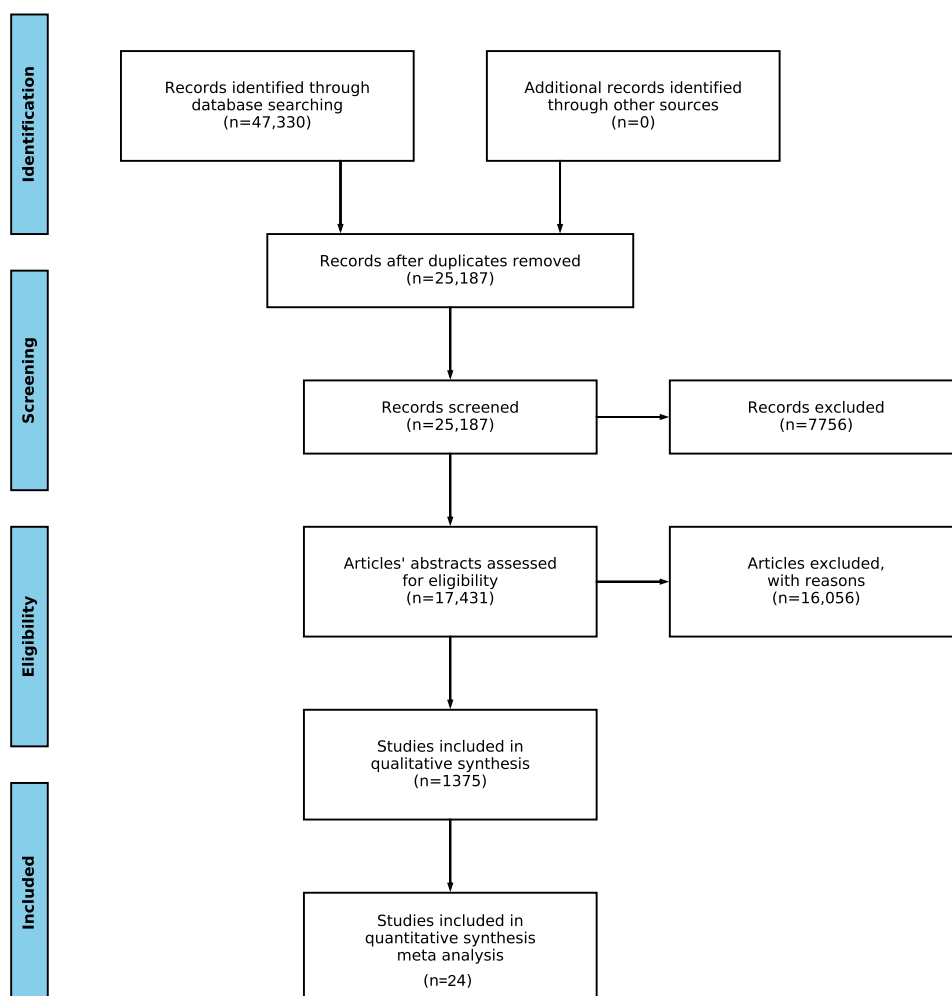 Identification
Records identified through
database searching
(n=47,330)
Additional records identified
through other sources
(n=0)
Records after duplicates removed
(n=25,187)
Screening
Records screened
(n=25,187)
Records excluded
(n=7756)
Eligibility
Articles' abstracts assessed
for eligibility
(n=17,431)
Articles excluded,
with reasons
(n=16,056)
Studies included in
qualitative synthesis
(n=1375)
Included
Studies included in
quantitative synthesis
meta analysis
(n=24)